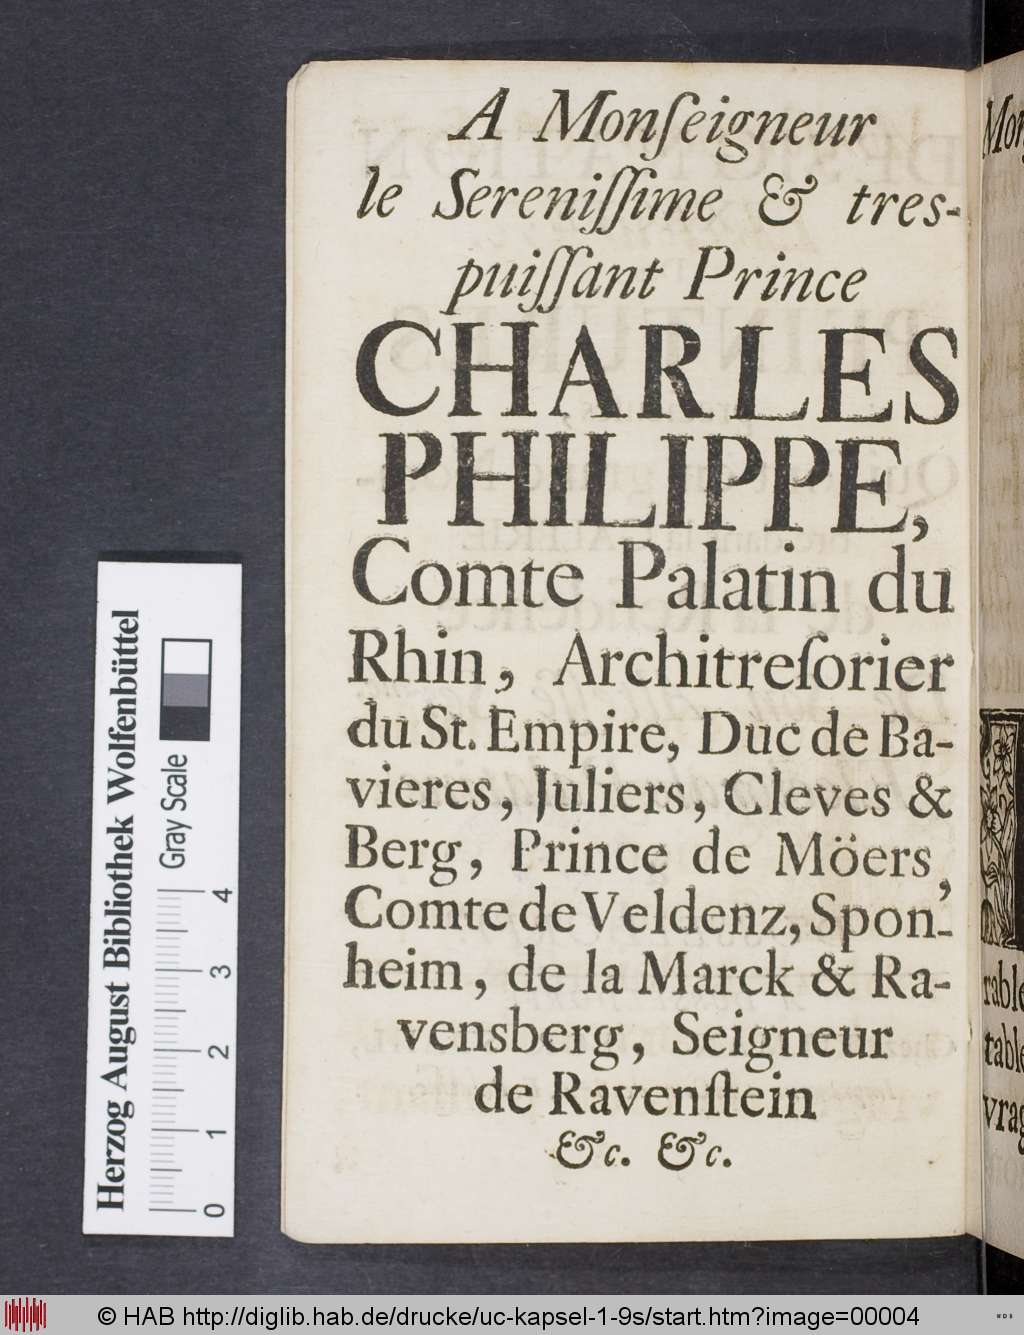 A Monſeigneur
le Sereniſſime & tres-
puiſſant Prince
CHARLES
PHILIPPE,
Comte Palatin du
Rhin, Architreſorier
du St. Empire, Duc de Ba-
vieres, Juliers, Cleves &
Berg, Prince de Möers,
Comte de Veldenz, Spon-
heim, de la Marck & Ra-
vensberg, Seigneur
de Ravenſtein
&c. &c.
Herzog August Bibliothek Wolfenbüttel
Gray Scale
0 1 2 3 4
rable
table
vrag
© HAB http://diglib.hab.de/drucke/uc-kapsel-1-9s/start.htm?image=00004